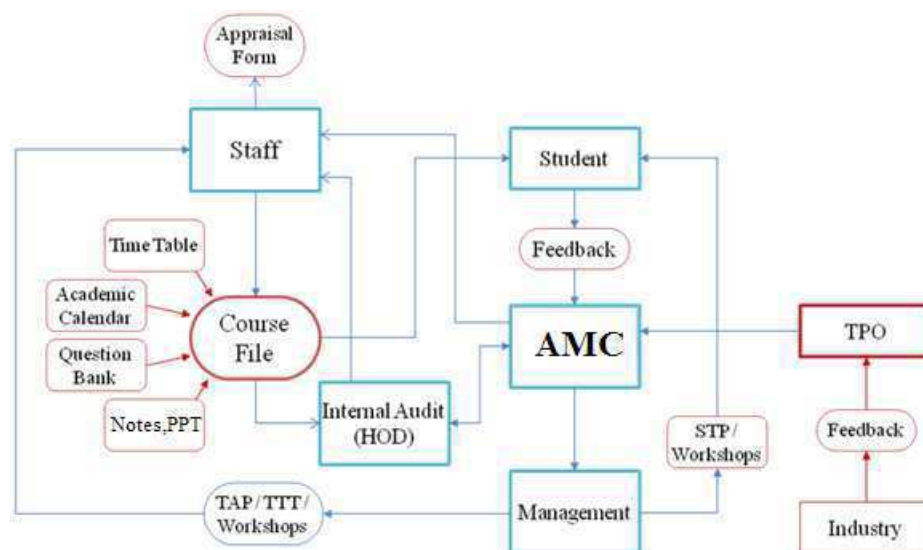 Appraisal
Form
Staff
Student
Time Table
Feedback
Academic
Calendar
Course
File
AMC
TPO
Question
Bank
Notes,PPT
Internal Audit
(HOD)
STP/
Workshops
Feedback
TAP/TTT/
Workshops
Management
Industry